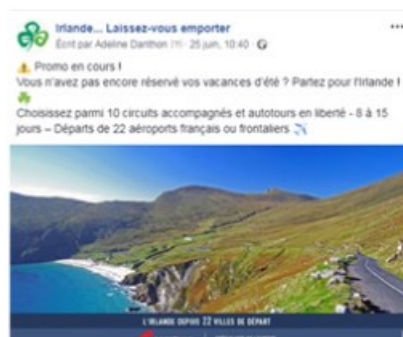 Irlande... Laissez-vous emporter
Écrit par Adeline Danthon · 25 juin, 10:40 ·
Promo en cours !
Vous n'avez pas encore réservé vos vacances d'été ? Partez pour l'Irlande !
Choisissez parmi 10 circuits accompagnés et autotours en liberté - 8 à 15
jours – Départs de 22 aéroports français ou frontaliers
L'IRLANDE DEPUIS 22 VILLES DE DÉPART